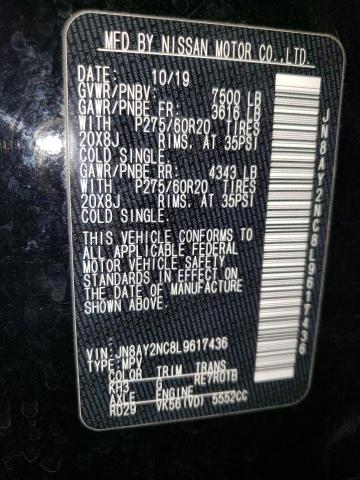 MFD BY NISSAN MOTOR CO.,LTD.
DATE: 10/19
GVWR/PNBV: 7500 LB
GAWR/PNBE FR: 3616 LB
WITH P275/60R20 TIRES
20X8J RIMS, AT 35PSI
COLD SINGLE.
GAWR/PNBE RR: 4343 LB
WITH P275/60R20 TIRES
20X8J RIMS, AT 35PSI
COLD SINGLE.
THIS VEHICLE CONFORMS TO
ALL APPLICABLE FEDERAL
MOTOR VEHICLE SAFETY
STANDARDS IN EFFECT ON
THE DATE OF MANUFACTURE
SHOWN ABOVE.
VIN: JN8AY2NC8L9617436
TYPE: MPV
COLOR TRIM TRANS
KH3 G RE7R01B
AXLE ENGINE
RD29 VK56(VD) 5552CC
JN8AY2NC8L9617436